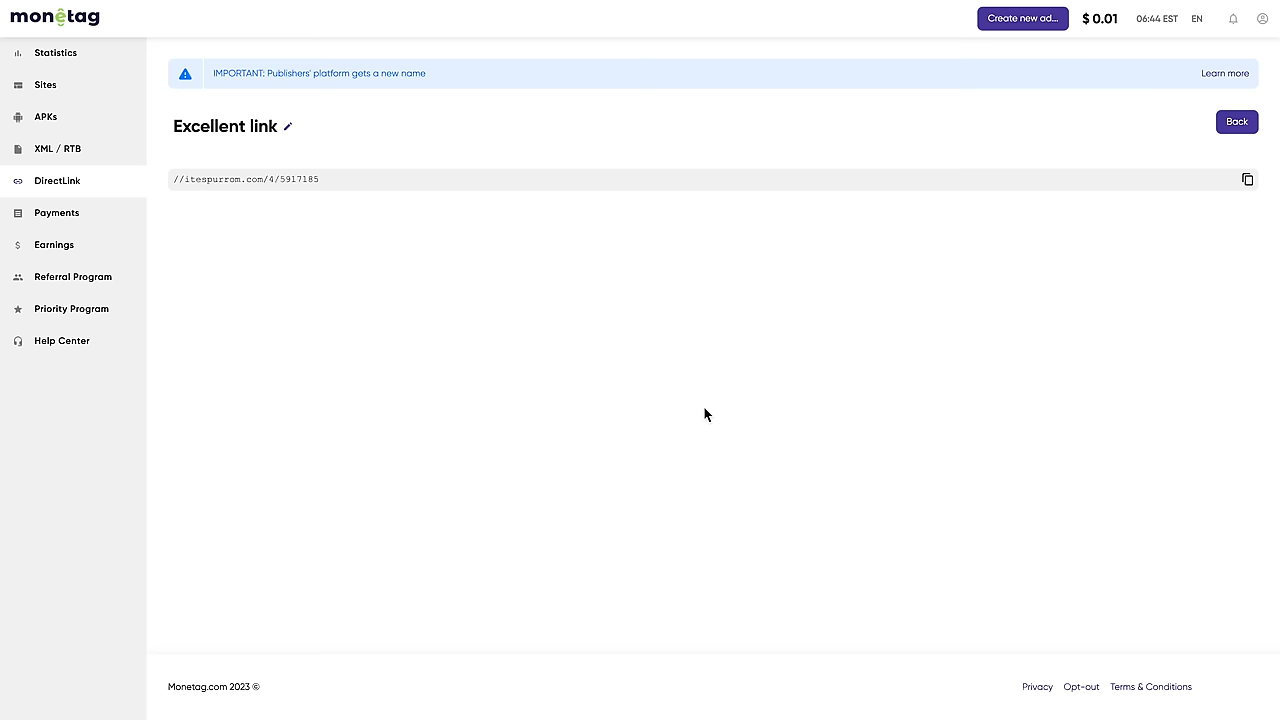 monetag
Create new ad...
$ 0.01
06:44 EST
EN
Statistics
Sites
APKs
XML / RTB
DirectLink
Payments
Earnings
Referral Program
Priority Program
Help Center
IMPORTANT: Publishers' platform gets a new name
Learn more
Excellent link
Back
//itespurrom.com/4/5917185
Monetag.com 2023 ©
Privacy
Opt-out
Terms & Conditions